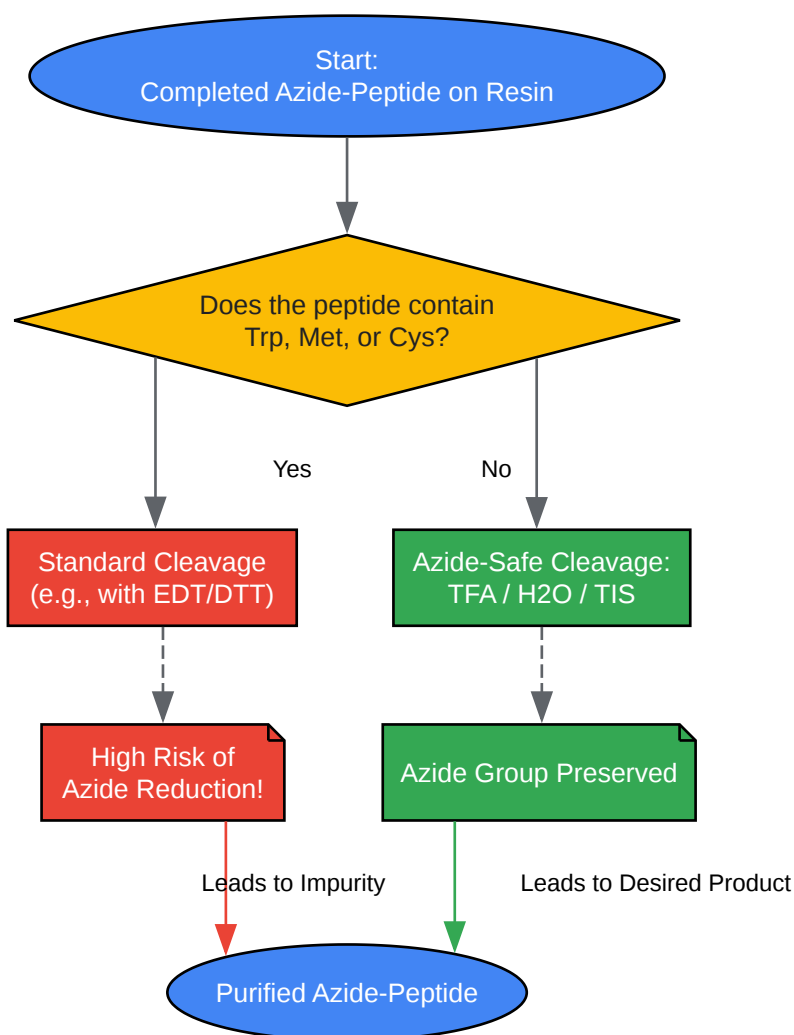 Start:
Completed Azide-Peptide on Resin
Does the peptide contain
Trp, Met, or Cys?
Yes
No
Standard Cleavage
(e.g., with EDT/DTT)
Azide-Safe Cleavage:
TFA / H2O / TIS
High Risk of
Azide Reduction!
Azide Group Preserved
Leads to Impurity
Leads to Desired Product
Purified Azide-Peptide